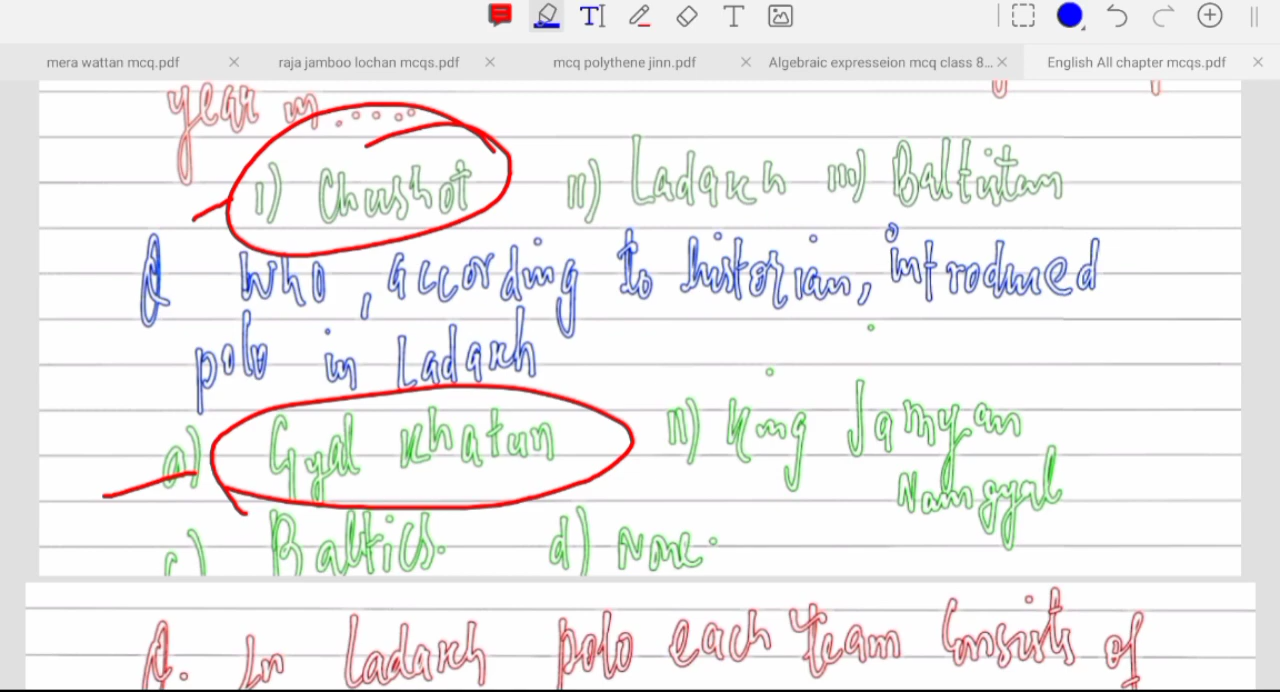 mera wattan mcq.pdf × raja jamboo lochan mcqs.pdf × mcq polythene jinn.pdf × Algebraic expresseion mcq class 8... × English All chapter mcqs.pdf ×
year in .....
i) Chushot ii) Ladakh iii) Baltistan
Q Who, according to historian, introduced
polo in Ladakh
a) Gyal Khatun ii) King Jamyan
Namgyal
c) Baltics. d) None.
Q. In Ladakh polo each team consists of